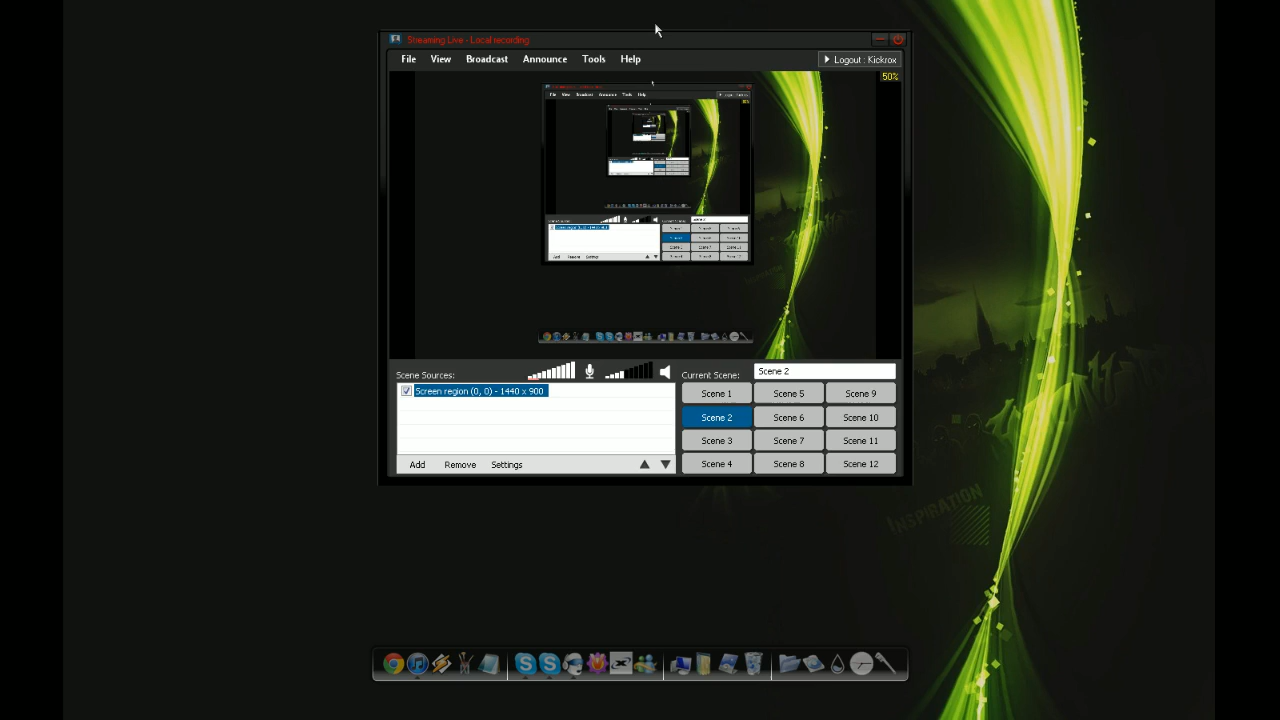 Streaming Live - Local recording
File View Broadcast Announce Tools Help Logout : Kickrox
50%
Scene Sources:
Screen region (0, 0) - 1440 x 900
Add Remove Settings
Current Scene: Scene 2
Scene 1 Scene 5 Scene 9
Scene 2 Scene 6 Scene 10
Scene 3 Scene 7 Scene 11
Scene 4 Scene 8 Scene 12
INSPIRATION